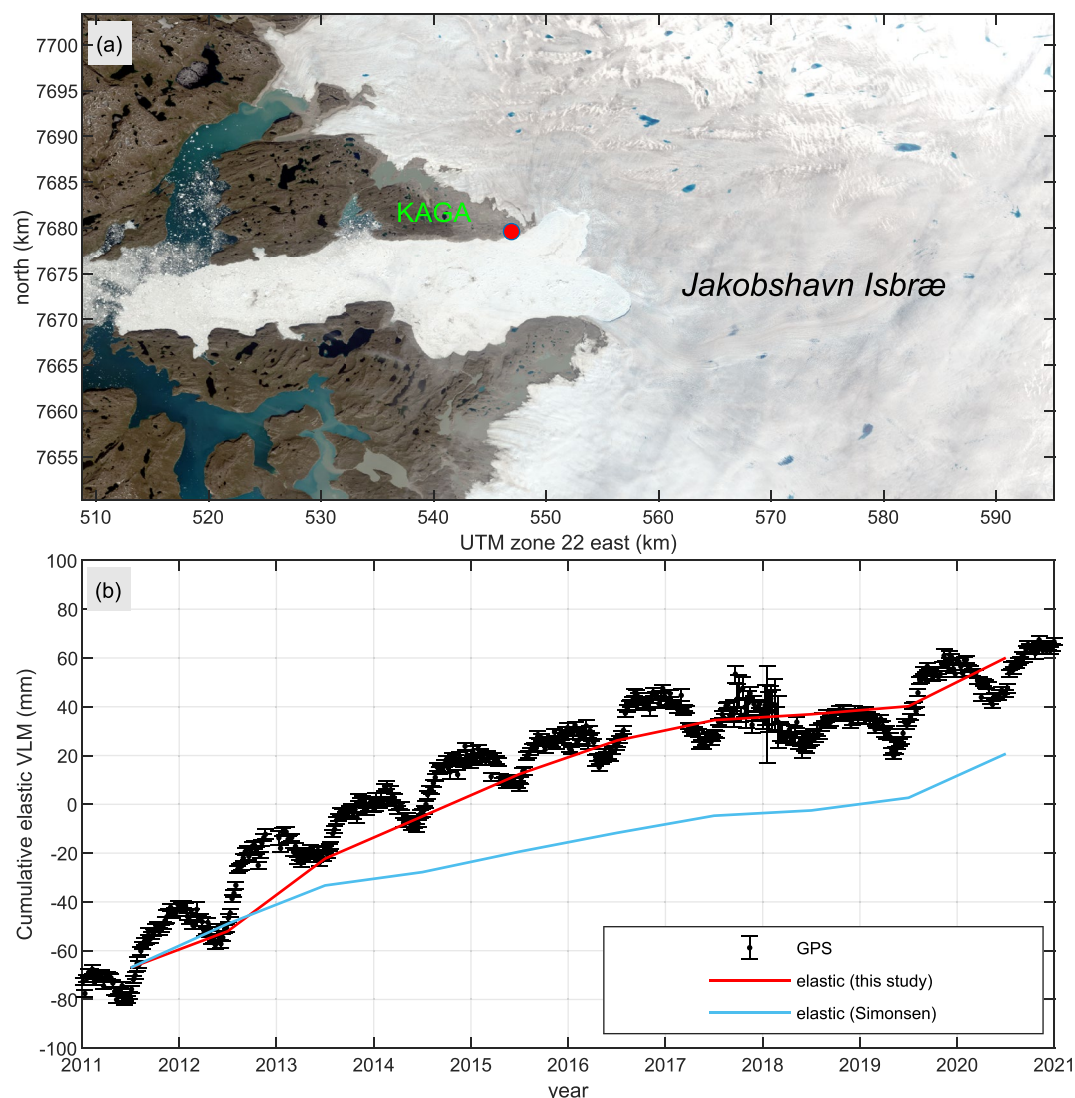 (a)
7700
7695
7690
7685
7680
7675
7670
7665
7660
7655
north (km)
KAGA
Jakobshavn Isbræ
510 520 530 540 550 560 570 580 590
UTM zone 22 east (km)
(b)
100
80
60
40
20
0
-20
-40
-60
-80
-100
Cumulative elastic VLM (mm)
GPS
elastic (this study)
elastic (Simonsen)
2011 2012 2013 2014 2015 2016 2017 2018 2019 2020 2021
year